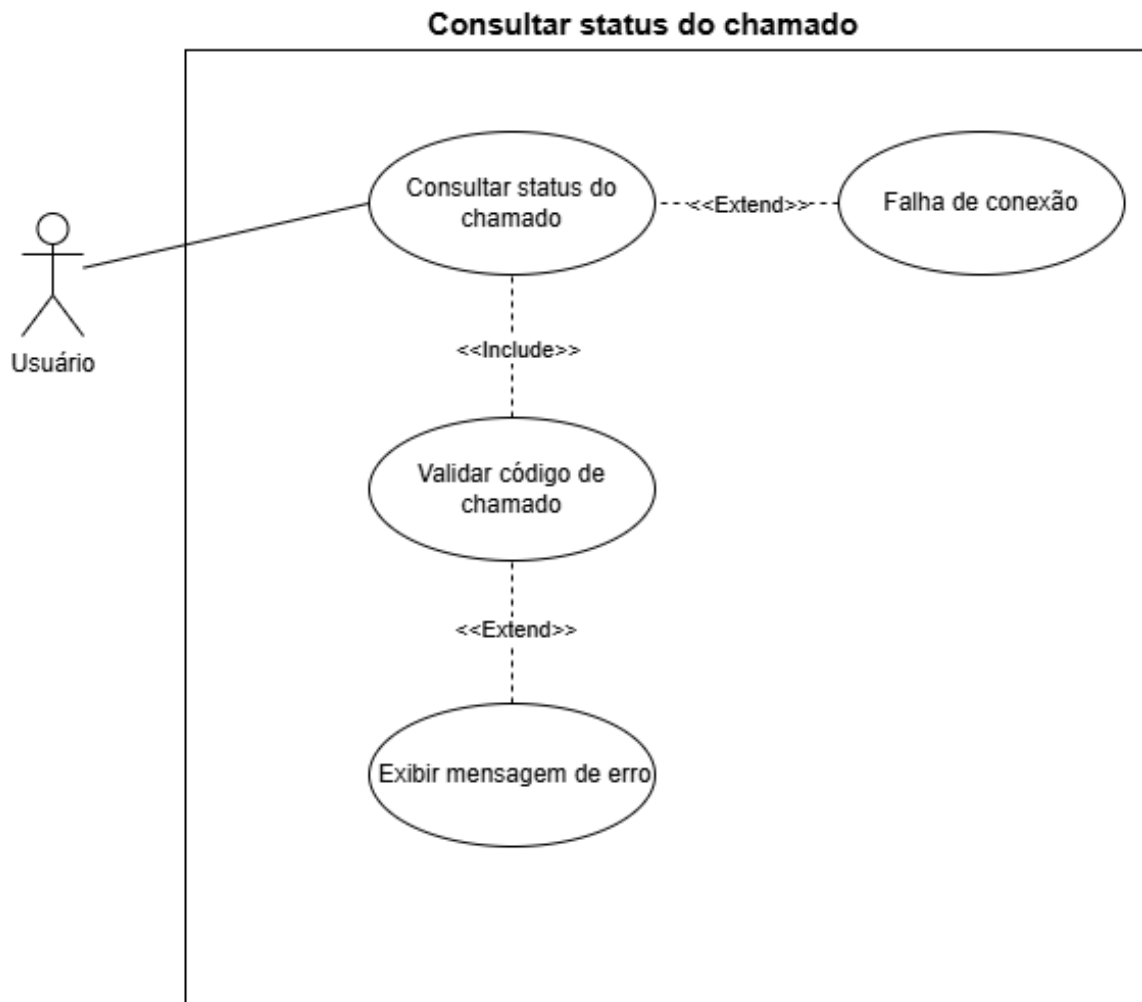 Consultar status do chamado
Consultar status do
chamado
<<Extend>>
Falha de conexão
Usuário
<<Include>>
Validar código de
chamado
<<Extend>>
Exibir mensagem de erro